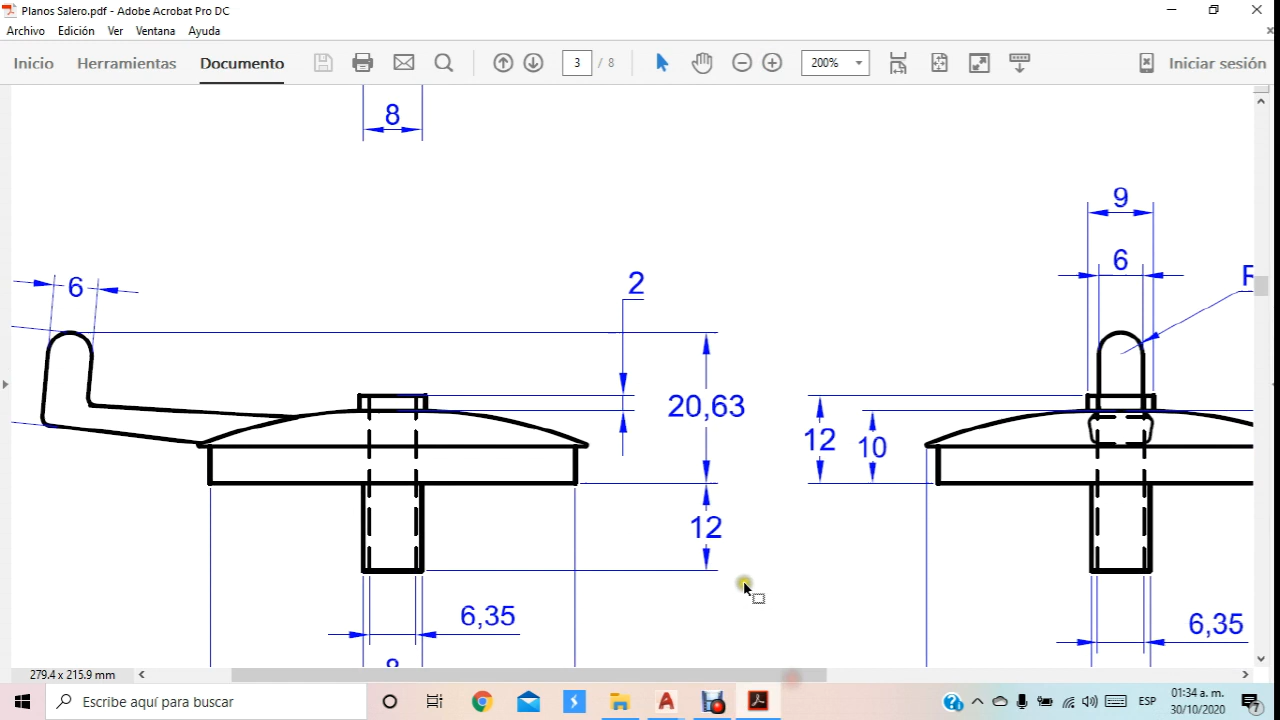 Planos Salero.pdf - Adobe Acrobat Pro DC
Archivo Edición Ver Ventana Ayuda
Inicio Herramientas Documento 3 / 8 200% Iniciar sesión
8
9
6
2
6
R
20,63
12
10
12
6,35
6,35
8
279.4 x 215.9 mm
Escribe aquí para buscar
ESP
01:34 a. m.
30/10/2020
7